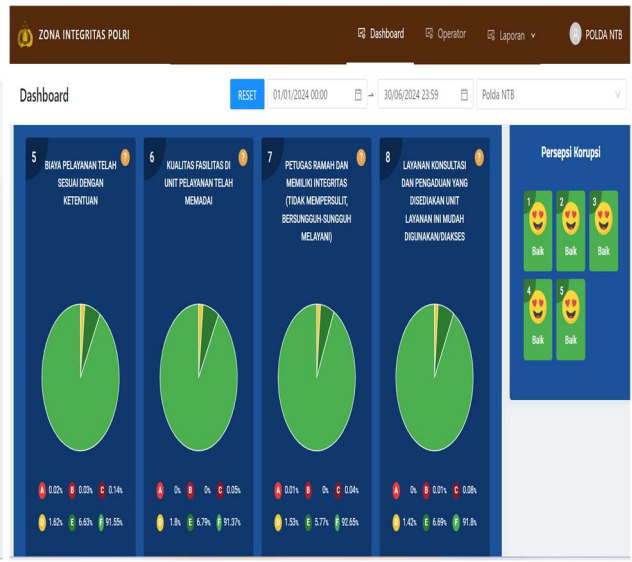 ZONA INTEGRITAS POLRI
Dashboard
Operator
Laporan
POLDA NTB
Dashboard
RESET
01/01/2024 00:00
30/06/2024 23:59
Polda NTB
5
BIAYA PELAYANAN TELAH
SESUAI DENGAN
KETENTUAN
?
A 0.02% B 0.03% C 0.14%
D 1.62% E 6.63% F 91.55%
6
KUALITAS FASILITAS DI
UNIT PELAYANAN TELAH
MEMADAI
?
A 0% B 0% C 0.05%
D 1.8% E 6.79% F 91.37%
7
PETUGAS RAMAH DAN
MEMILIKI INTEGRITAS
(TIDAK MEMPERSULIT,
BERSUNGGUH-SUNGGUH
MELAYANI)
?
A 0.01% B 0% C 0.04%
D 1.53% E 5.77% F 92.65%
8
LAYANAN KONSULTASI
DAN PENGADUAN YANG
DISEDIAKAN UNIT
LAYANAN INI MUDAH
DIGUNAKAN/DIAKSES
?
A 0% B 0.01% C 0.08%
D 1.42% E 6.69% F 91.8%
Persepsi Korupsi
1
Baik
2
Baik
3
Baik
4
Baik
5
Baik